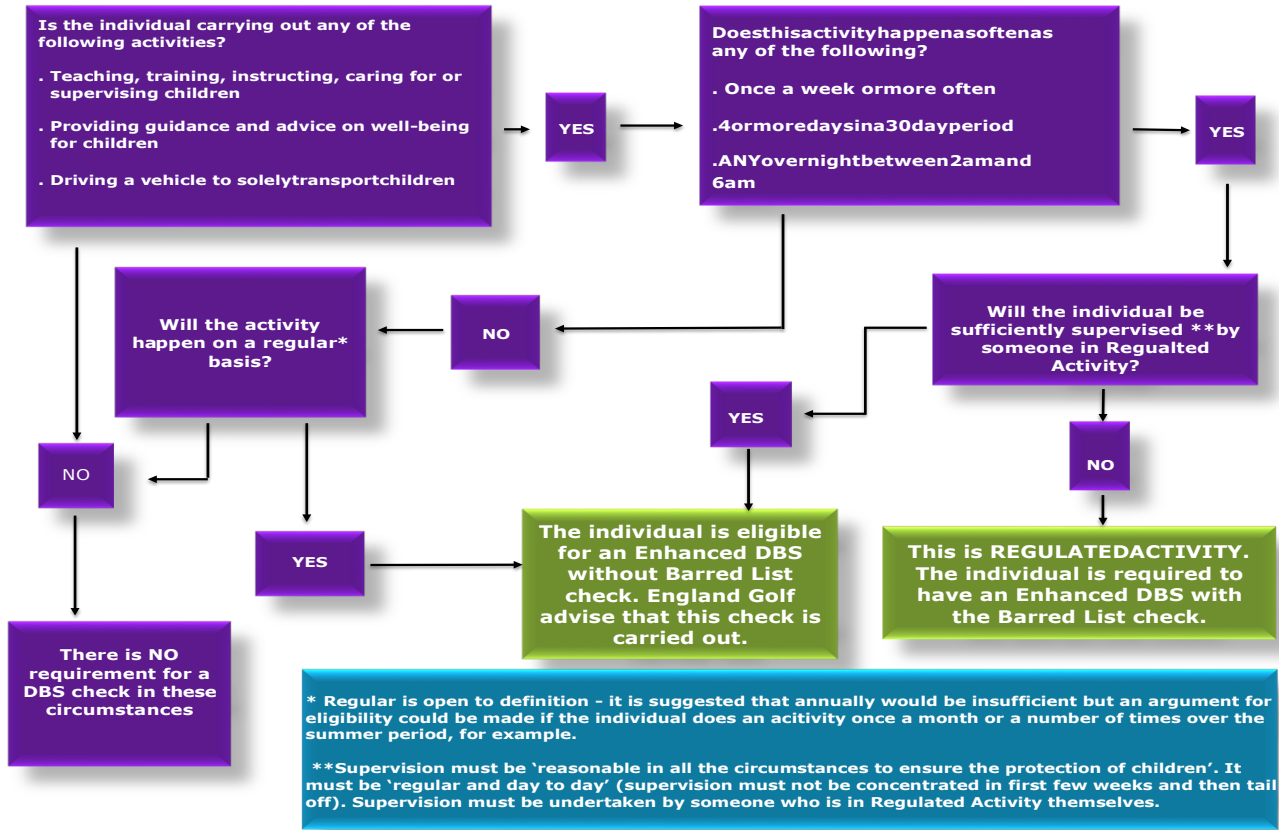 Is the individual carrying out any of the
following activities?
. Teaching, training, instructing, caring for or
supervising children
. Providing guidance and advice on well-being
for children
. Driving a vehicle to solelytransportchildren
YES
Doesthisactivityhappenasoftenas
any of the following?
. Once a week ormore often
.4ormoredaysina30dayperiod
.ANYovernightbetween2amand
6am
YES
Will the activity
happen on a regular*
basis?
NO
Will the individual be
sufficiently supervised **by
someone in Regualted
Activity?
YES
NO
NO
YES
The individual is eligible
for an Enhanced DBS
without Barred List
check. England Golf
advise that this check is
carried out.
This is REGULATEDACTIVITY.
The individual is required to
have an Enhanced DBS with
the Barred List check.
There is NO
requirement for a
DBS check in these
circumstances
* Regular is open to definition – it is suggested that annually would be insufficient but an argument for
eligibility could be made if the individual does an acitivity once a month or a number of times over the
summer period, for example.
**Supervision must be ‘reasonable in all the circumstances to ensure the protection of children’. It
must be ‘regular and day to day’ (supervision must not be concentrated in first few weeks and then tail
off). Supervision must be undertaken by someone who is in Regulated Activity themselves.